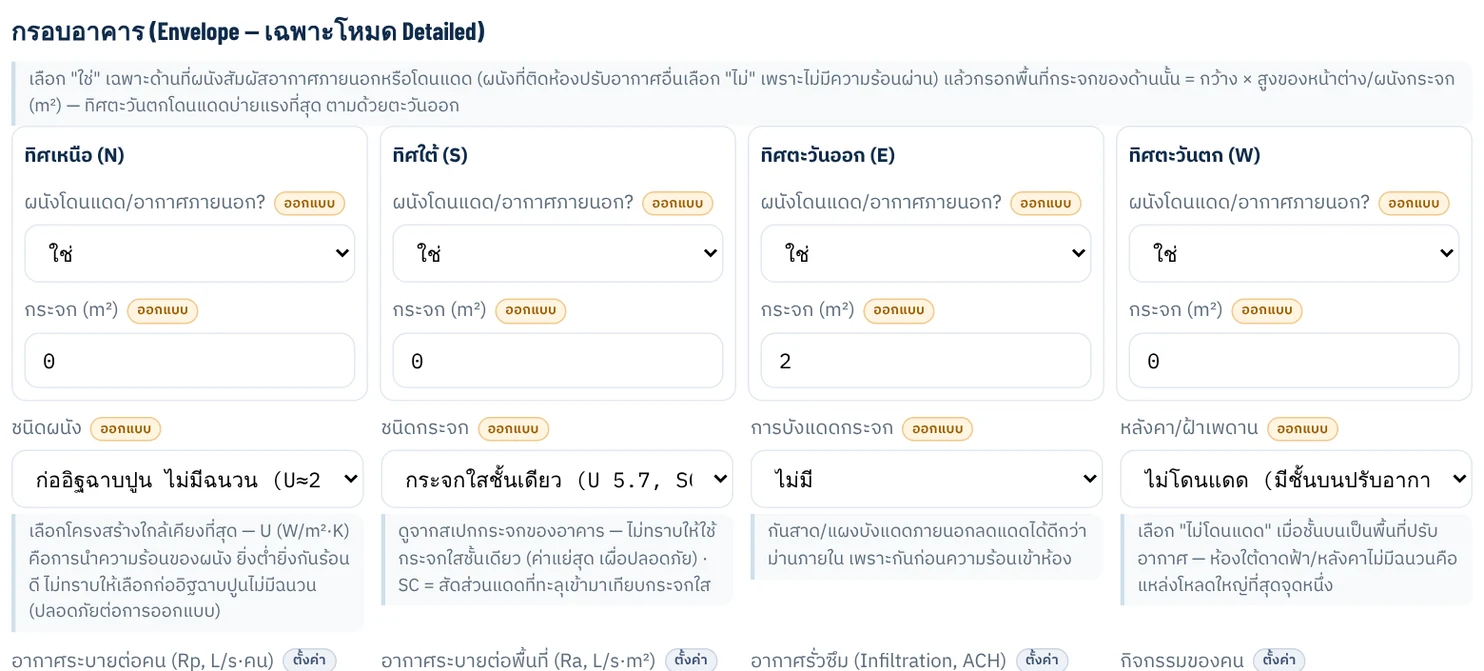 กรอบอาคาร (Envelope — เฉพาะโหมด Detailed)
เลือก "ใช่" เฉพาะด้านที่ผนังสัมผัสอากาศภายนอกหรือโดนแดด (ผนังที่ติดห้องปรับอากาศอื่นเลือก "ไม่" เพราะไม่มีความร้อนผ่าน) แล้วกรอกพื้นที่กระจกของด้านนั้น = กว้าง × สูงของหน้าต่าง/ผนังกระจก
(m²) — ทิศตะวันตกโดนแดดบ่ายแรงที่สุด ตามด้วยตะวันออก
ทิศเหนือ (N)
ผนังโดนแดด/อากาศภายนอก? ออกแบบ
ใช่
กระจก (m²) ออกแบบ
0
ทิศใต้ (S)
ผนังโดนแดด/อากาศภายนอก? ออกแบบ
ใช่
กระจก (m²) ออกแบบ
0
ทิศตะวันออก (E)
ผนังโดนแดด/อากาศภายนอก? ออกแบบ
ใช่
กระจก (m²) ออกแบบ
2
ทิศตะวันตก (W)
ผนังโดนแดด/อากาศภายนอก? ออกแบบ
ใช่
กระจก (m²) ออกแบบ
0
ชนิดผนัง ออกแบบ
ก่ออิฐฉาบปูน ไม่มีฉนวน (U≈2
เลือกโครงสร้างใกล้เคียงที่สุด — U (W/m²·K)
คือการนำความร้อนของผนัง ยิ่งต่ำยิ่งกันร้อน
ดี ไม่ทราบให้เลือกก่ออิฐฉาบปูนไม่มีฉนวน
(ปลอดภัยต่อการออกแบบ)
ชนิดกระจก ออกแบบ
กระจกใสชั้นเดียว (U 5.7, SC
ดูจากสเปกกระจกของอาคาร — ไม่ทราบให้ใช้
กระจกใสชั้นเดียว (ค่าแย่สุด เผื่อปลอดภัย) ·
SC = สัดส่วนแดดที่ทะลุเข้ามาเทียบกระจกใส
การบังแดดกระจก ออกแบบ
ไม่มี
กันสาด/แผงบังแดดภายนอกลดแดดได้ดีกว่า
ม่านภายใน เพราะกันก่อนความร้อนเข้าห้อง
หลังคา/ฝ้าเพดาน ออกแบบ
ไม่โดนแดด (มีชั้นบนปรับอากา
เลือก "ไม่โดนแดด" เมื่อชั้นบนเป็นพื้นที่ปรับ
อากาศ — ห้องใต้ดาดฟ้า/หลังคาไม่มีฉนวนคือ
แหล่งโหลดใหญ่ที่สุดจุดหนึ่ง
อากาศระบายต่อคน (Rp, L/s·คน) ตั้งค่า
อากาศระบายต่อพื้นที่ (Ra, L/s·m²) ตั้งค่า
อากาศรั่วซึม (Infiltration, ACH) ตั้งค่า
กิจกรรมของคน ตั้งค่า